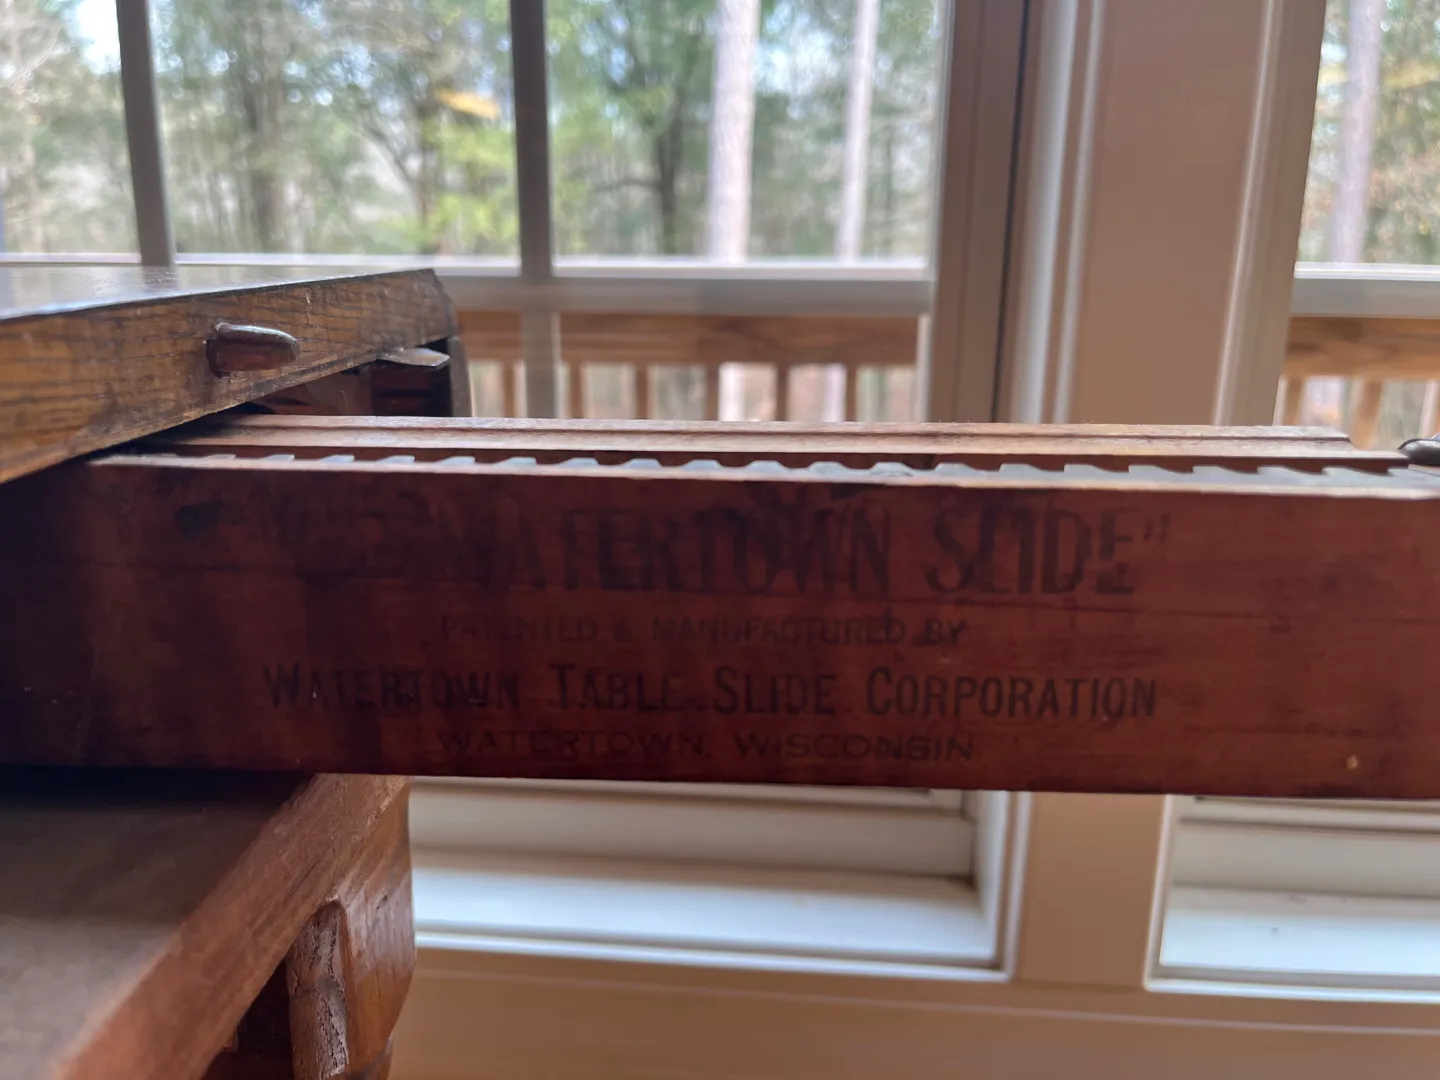 "WATERTOWN SLIDE"
PATENTED & MANUFACTURED BY
WATERTOWN TABLE SLIDE CORPORATION
WATERTOWN, WISCONSIN